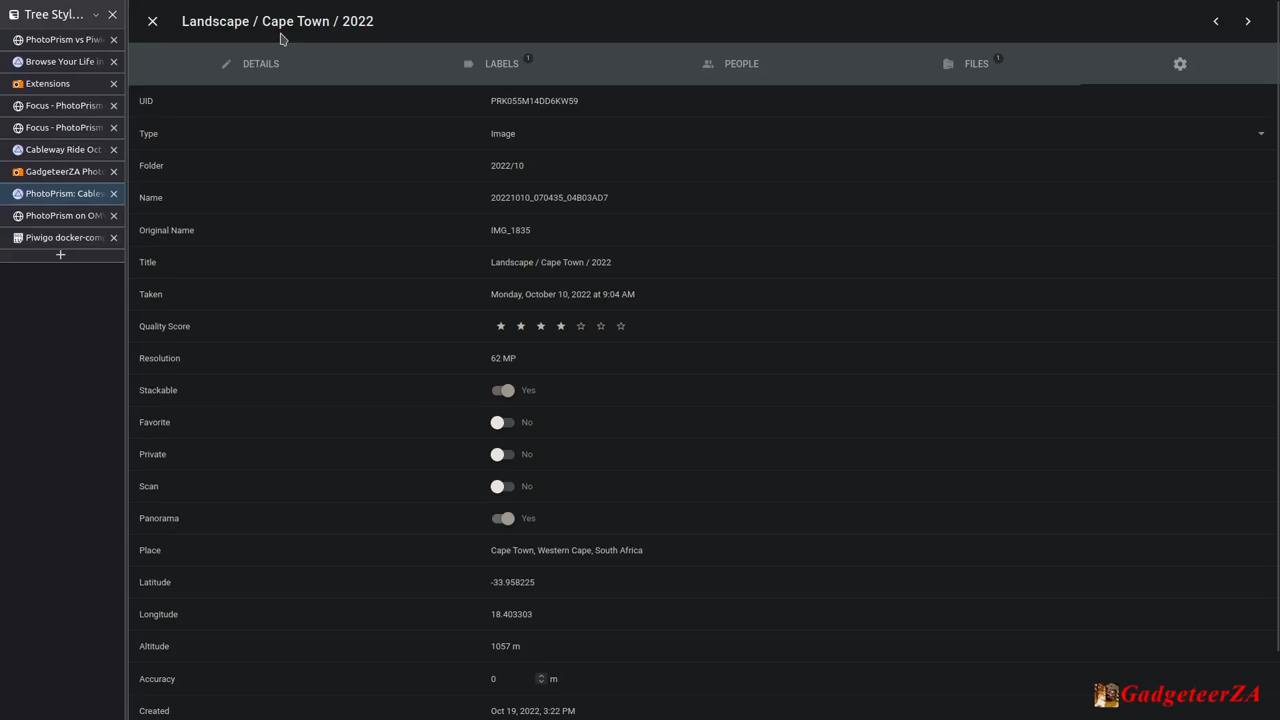 Tree Styl...
Landscape / Cape Town / 2022
PhotoPrism vs Piwi
Browse Your Life in
Extensions
Focus - PhotoPrism
Focus - PhotoPrism
Cableway Ride Oct
GadgeteerZA Phot
PhotoPrism: Cablew
PhotoPrism on OM
Piwigo docker-com
DETAILS
LABELS 1
PEOPLE
FILES 1
UID PRK055M14DD6KW59
Type Image
Folder 2022/10
Name 20221010_070435_04B03AD7
Original Name IMG_1835
Title Landscape / Cape Town / 2022
Taken Monday, October 10, 2022 at 9:04 AM
Quality Score
Resolution 62 MP
Stackable Yes
Favorite No
Private No
Scan No
Panorama Yes
Place Cape Town, Western Cape, South Africa
Latitude -33.958225
Longitude 18.403303
Altitude 1057 m
Accuracy 0 m
Created Oct 19, 2022, 3:22 PM
GadgeteerZA